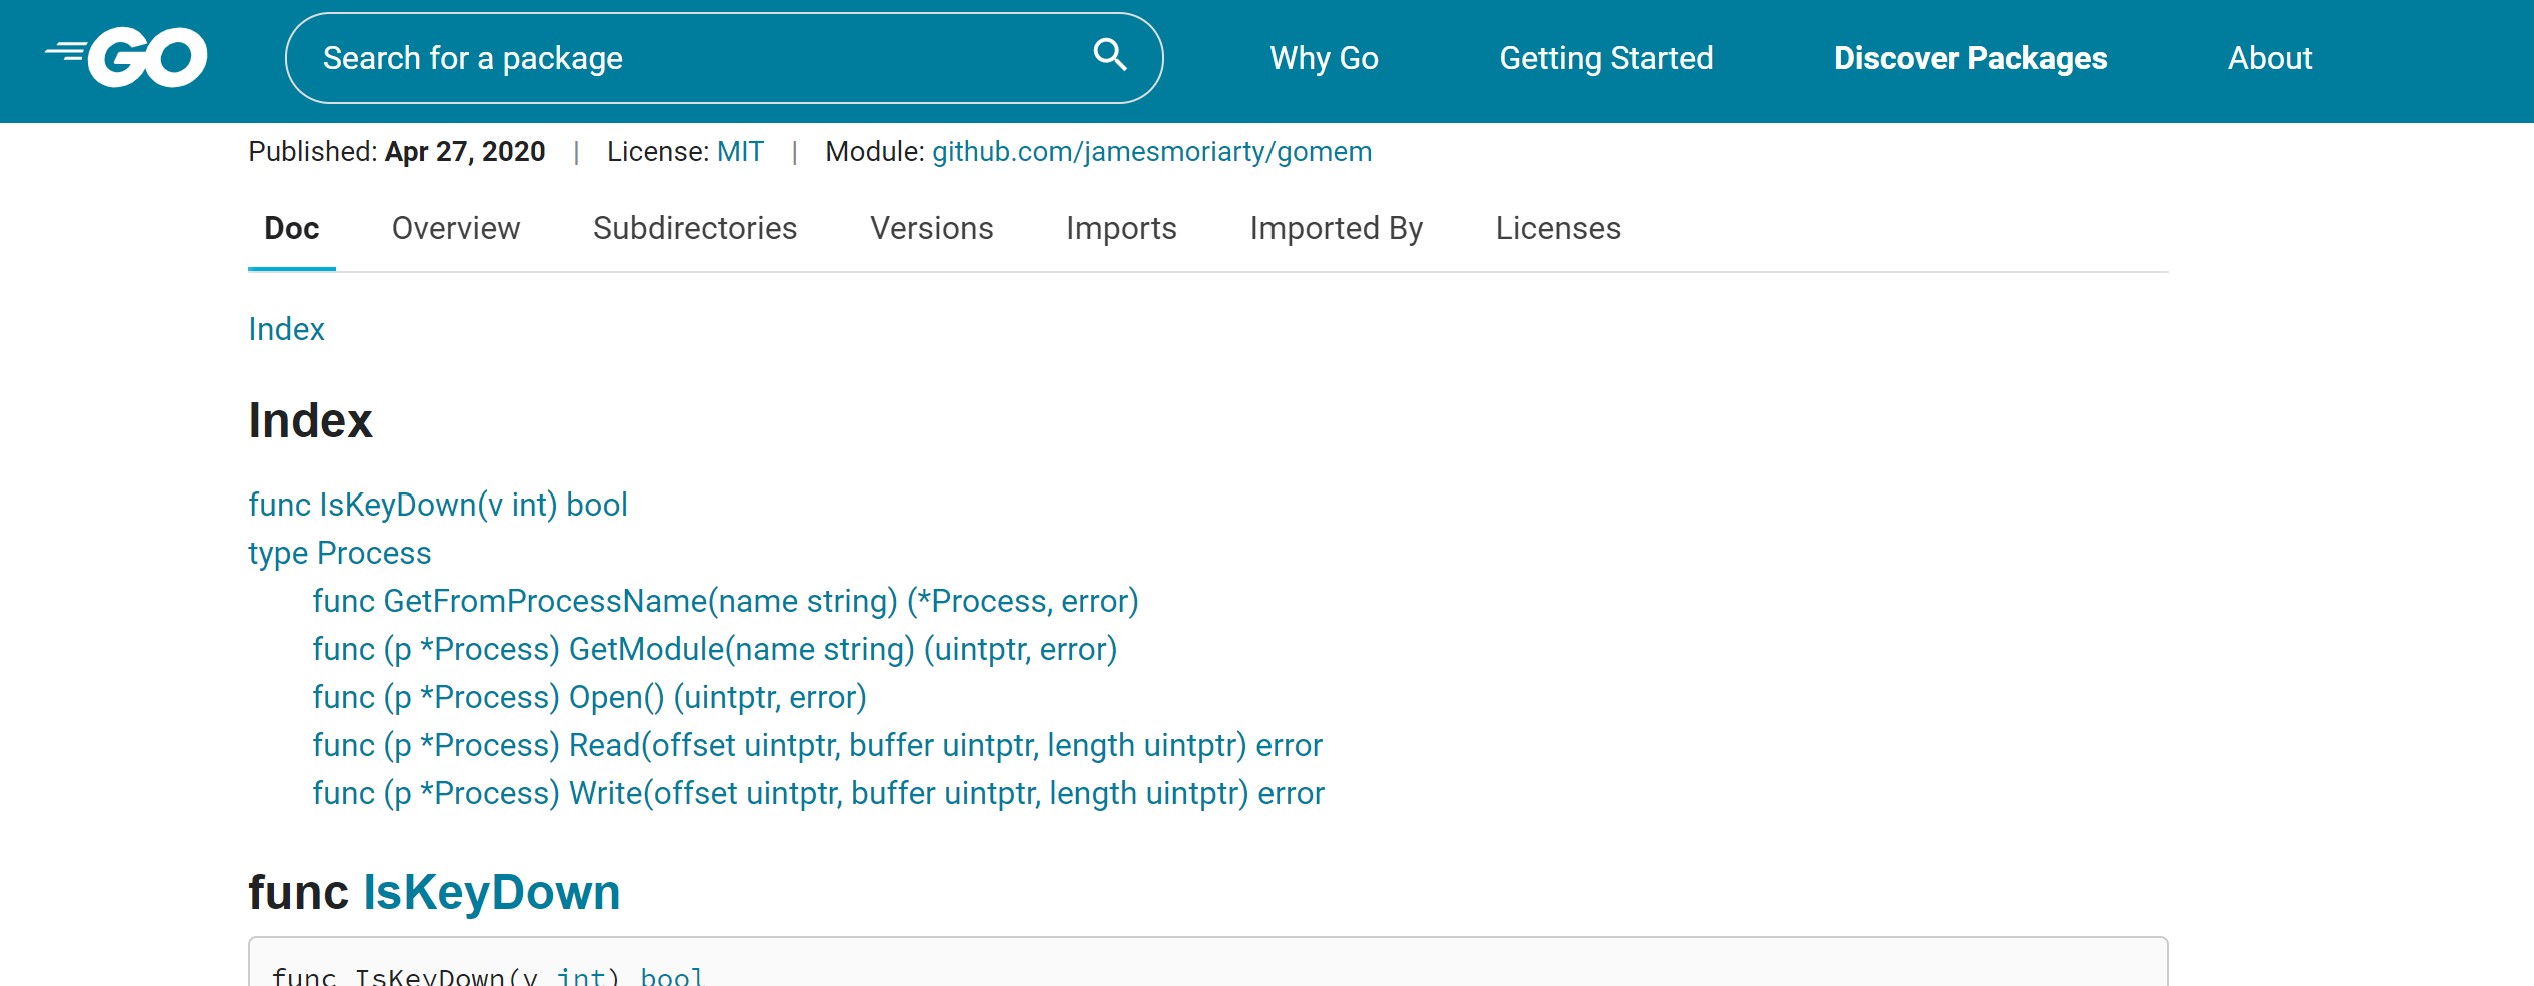 GO Search for a package Why Go Getting Started Discover Packages About
Published: Apr 27, 2020 | License: MIT | Module: github.com/jamesmoriarty/gomem
Doc Overview Subdirectories Versions Imports Imported By Licenses
Index
Index
func IsKeyDown(v int) bool
type Process
func GetFromProcessName(name string) (*Process, error)
func (p *Process) GetModule(name string) (uintptr, error)
func (p *Process) Open() (uintptr, error)
func (p *Process) Read(offset uintptr, buffer uintptr, length uintptr) error
func (p *Process) Write(offset uintptr, buffer uintptr, length uintptr) error
func IsKeyDown
func IsKeyDown(v int) bool